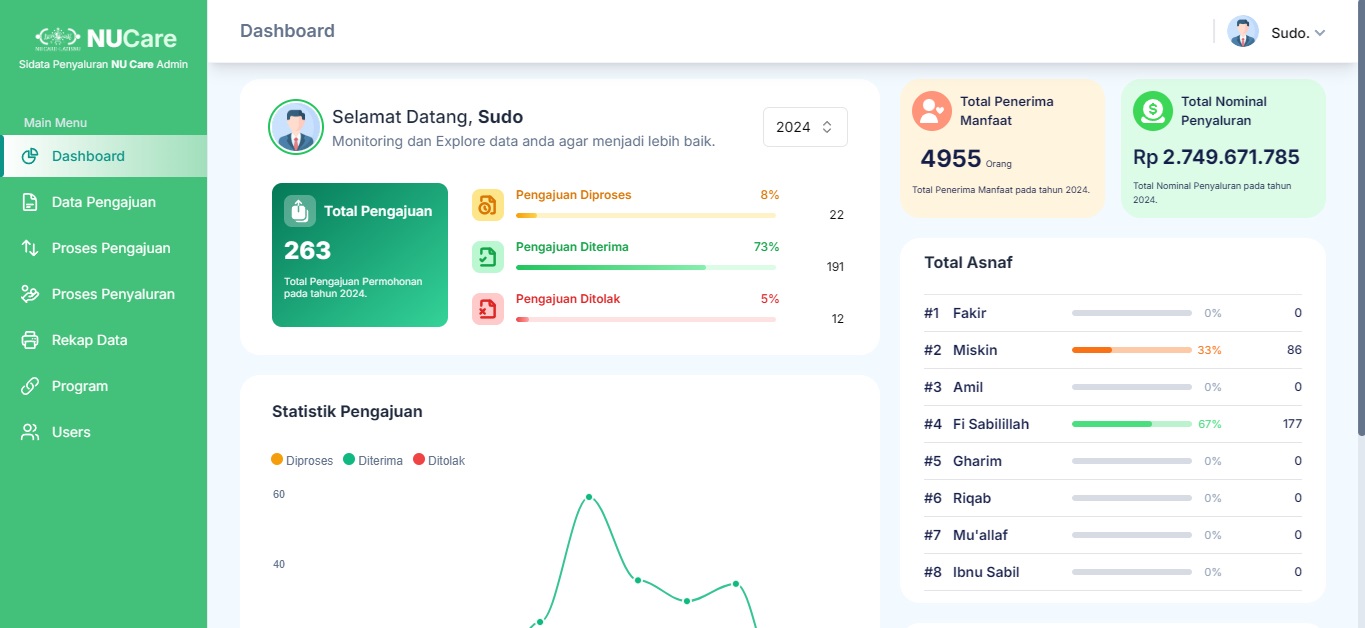 NUCare
Sidata Penyaluran NU Care Admin
Main Menu
Dashboard
Data Pengajuan
Proses Pengajuan
Proses Penyaluran
Rekap Data
Program
Users
Dashboard
Sudo.
Selamat Datang, Sudo
Monitoring dan Explore data anda agar menjadi lebih baik.
2024
Total Pengajuan
263
Total Pengajuan Permohonan
pada tahun 2024.
Pengajuan Diproses 8%
22
Pengajuan Diterima 73%
191
Pengajuan Ditolak 5%
12
Statistik Pengajuan
Diproses Diterima Ditolak
60
40
Total Penerima
Manfaat
4955 Orang
Total Penerima Manfaat pada tahun 2024.
Total Nominal
Penyaluran
Rp 2.749.671.785
Total Nominal Penyaluran pada tahun
2024.
Total Asnaf
#1 Fakir 0% 0
#2 Miskin 33% 86
#3 Amil 0% 0
#4 Fi Sabilillah 67% 177
#5 Gharim 0% 0
#6 Riqab 0% 0
#7 Mu'allaf 0% 0
#8 Ibnu Sabil 0% 0